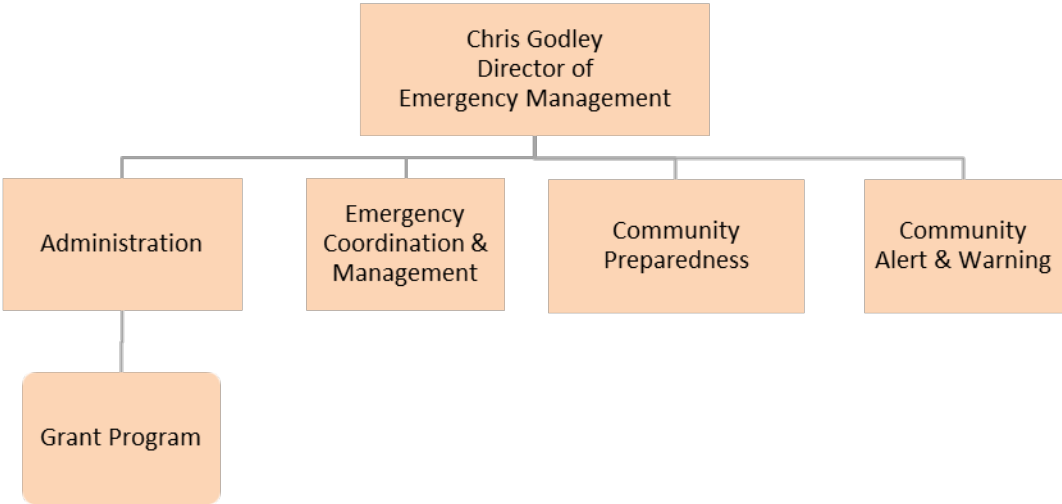 Chris Godley
Director of
Emergency Management
Administration
Emergency
Coordination &
Management
Community
Preparedness
Community
Alert & Warning
Grant Program